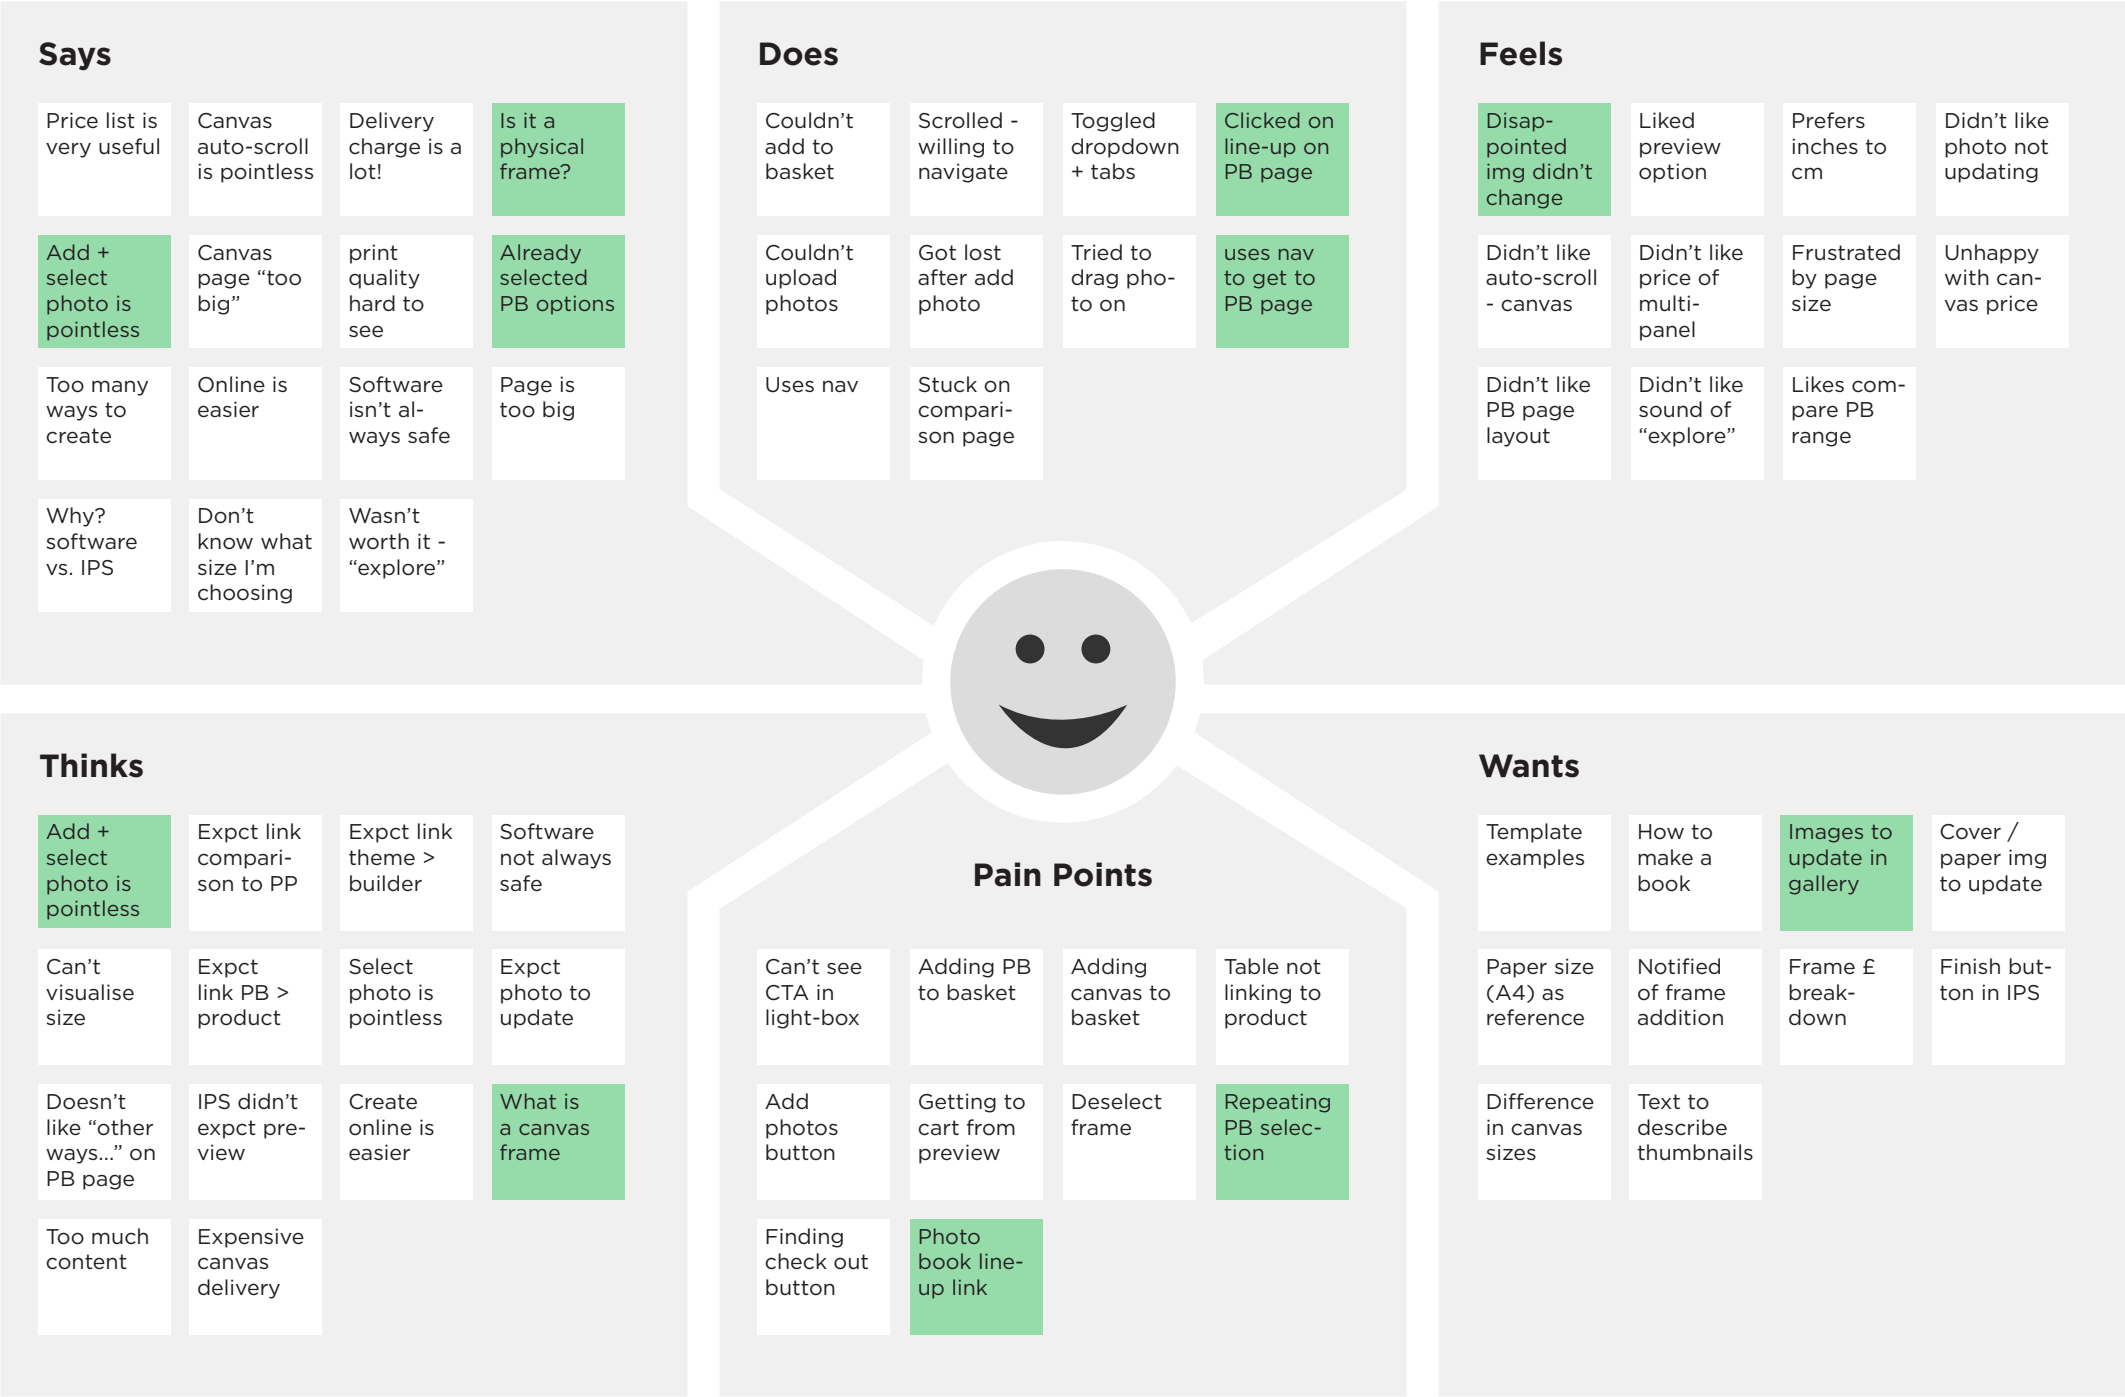 Says
Price list is
very useful
Canvas
auto-scroll
is pointless
Delivery
charge is a
lot!
Is it a
physical
frame?
Add +
select
photo is
pointless
Canvas
page “too
big”
print
quality
hard to
see
Already
selected
PB options
Too many
ways to
create
Online is
easier
Software
isn’t al-
ways safe
Page is
too big
Why?
software
vs. IPS
Don’t
know what
size I’m
choosing
Wasn’t
worth it -
“explore”
Does
Couldn’t
add to
basket
Scrolled -
willing to
navigate
Toggled
dropdown
+ tabs
Clicked on
line-up on
PB page
Couldn’t
upload
photos
Got lost
after add
photo
Tried to
drag pho-
to on
uses nav
to get to
PB page
Uses nav
Stuck on
compari-
son page
Feels
Disap-
pointed
img didn’t
change
Liked
preview
option
Prefers
inches to
cm
Didn’t like
photo not
updating
Didn’t like
auto-scroll
- canvas
Didn’t like
price of
multi-
panel
Frustrated
by page
size
Unhappy
with can-
vas price
Didn’t like
PB page
layout
Didn’t like
sound of
“explore”
Likes com-
pare PB
range
Thinks
Add +
select
photo is
pointless
Expct link
compari-
son to PP
Expct link
theme >
builder
Software
not always
safe
Can’t
visualise
size
Expct
link PB >
product
Select
photo is
pointless
Expct
photo to
update
Doesn’t
like “other
ways...” on
PB page
IPS didn’t
expct pre-
view
Create
online is
easier
What is
a canvas
frame
Too much
content
Expensive
canvas
delivery
Pain Points
Can’t see
CTA in
light-box
Adding PB
to basket
Adding
canvas to
basket
Table not
linking to
product
Add
photos
button
Getting to
cart from
preview
Deselect
frame
Repeating
PB selec-
tion
Finding
check out
button
Photo
book line-
up link
Wants
Template
examples
How to
make a
book
Images to
update in
gallery
Cover /
paper img
to update
Paper size
(A4) as
reference
Notified
of frame
addition
Frame £
break-
down
Finish but-
ton in IPS
Difference
in canvas
sizes
Text to
describe
thumbnails